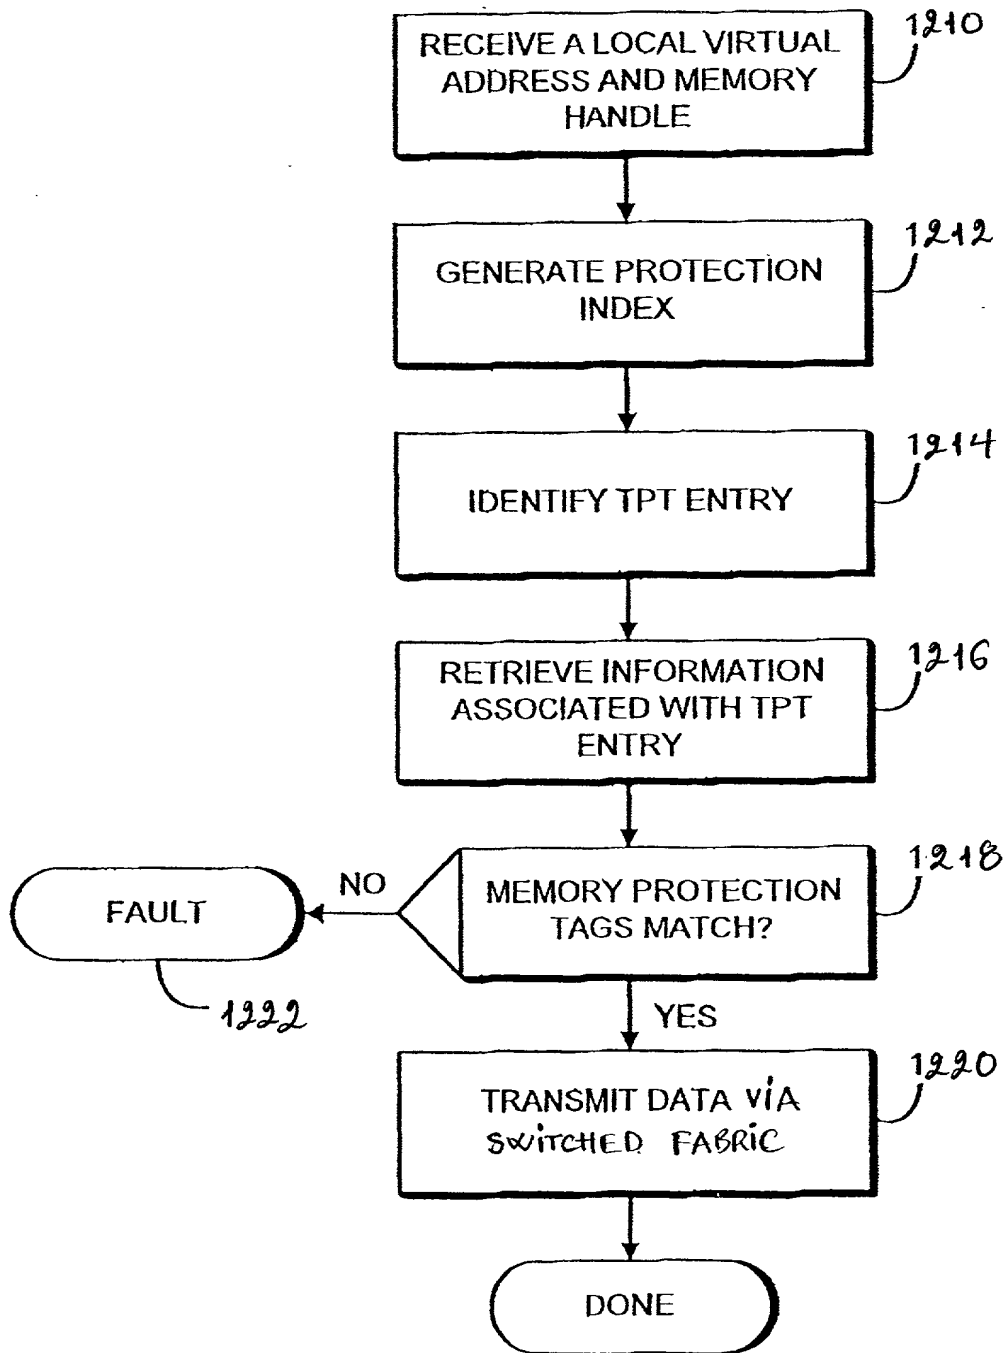 RECEIVE A LOCAL VIRTUAL
ADDRESS AND MEMORY
HANDLE
1210
GENERATE PROTECTION
INDEX
1212
IDENTIFY TPT ENTRY
1214
RETRIEVE INFORMATION
ASSOCIATED WITH TPT
ENTRY
1216
MEMORY PROTECTION
TAGS MATCH?
1218
NO
FAULT
1222
YES
TRANSMIT DATA ViA
SWiTCHED FABRiC
1220
DONE